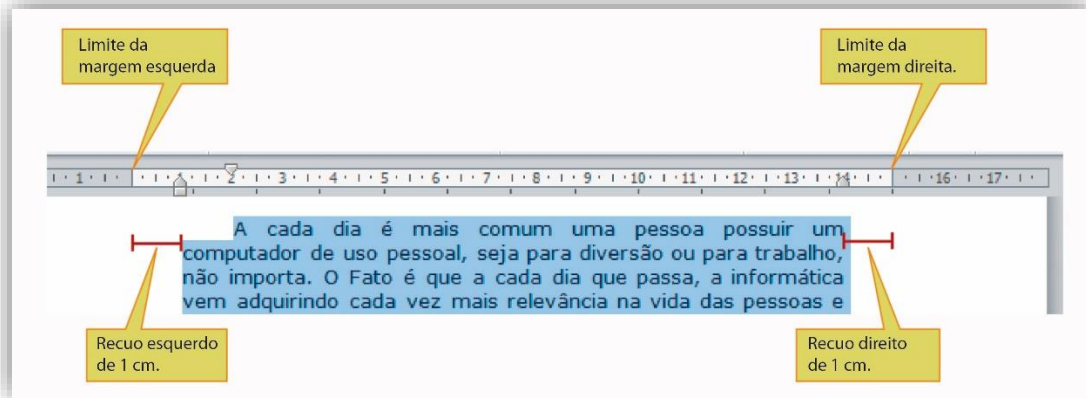 Limite da
margem esquerda
Limite da
margem direita.
1 1 2 3 4 5 6 7 8 9 10 11 12 13 14 16 17
A cada dia é mais comum uma pessoa possuir um
computador de uso pessoal, seja para diversão ou para trabalho,
não importa. O Fato é que a cada dia que passa, a informática
vem adquirindo cada vez mais relevância na vida das pessoas e
Recuo esquerdo
de 1 cm.
Recuo direito
de 1 cm.